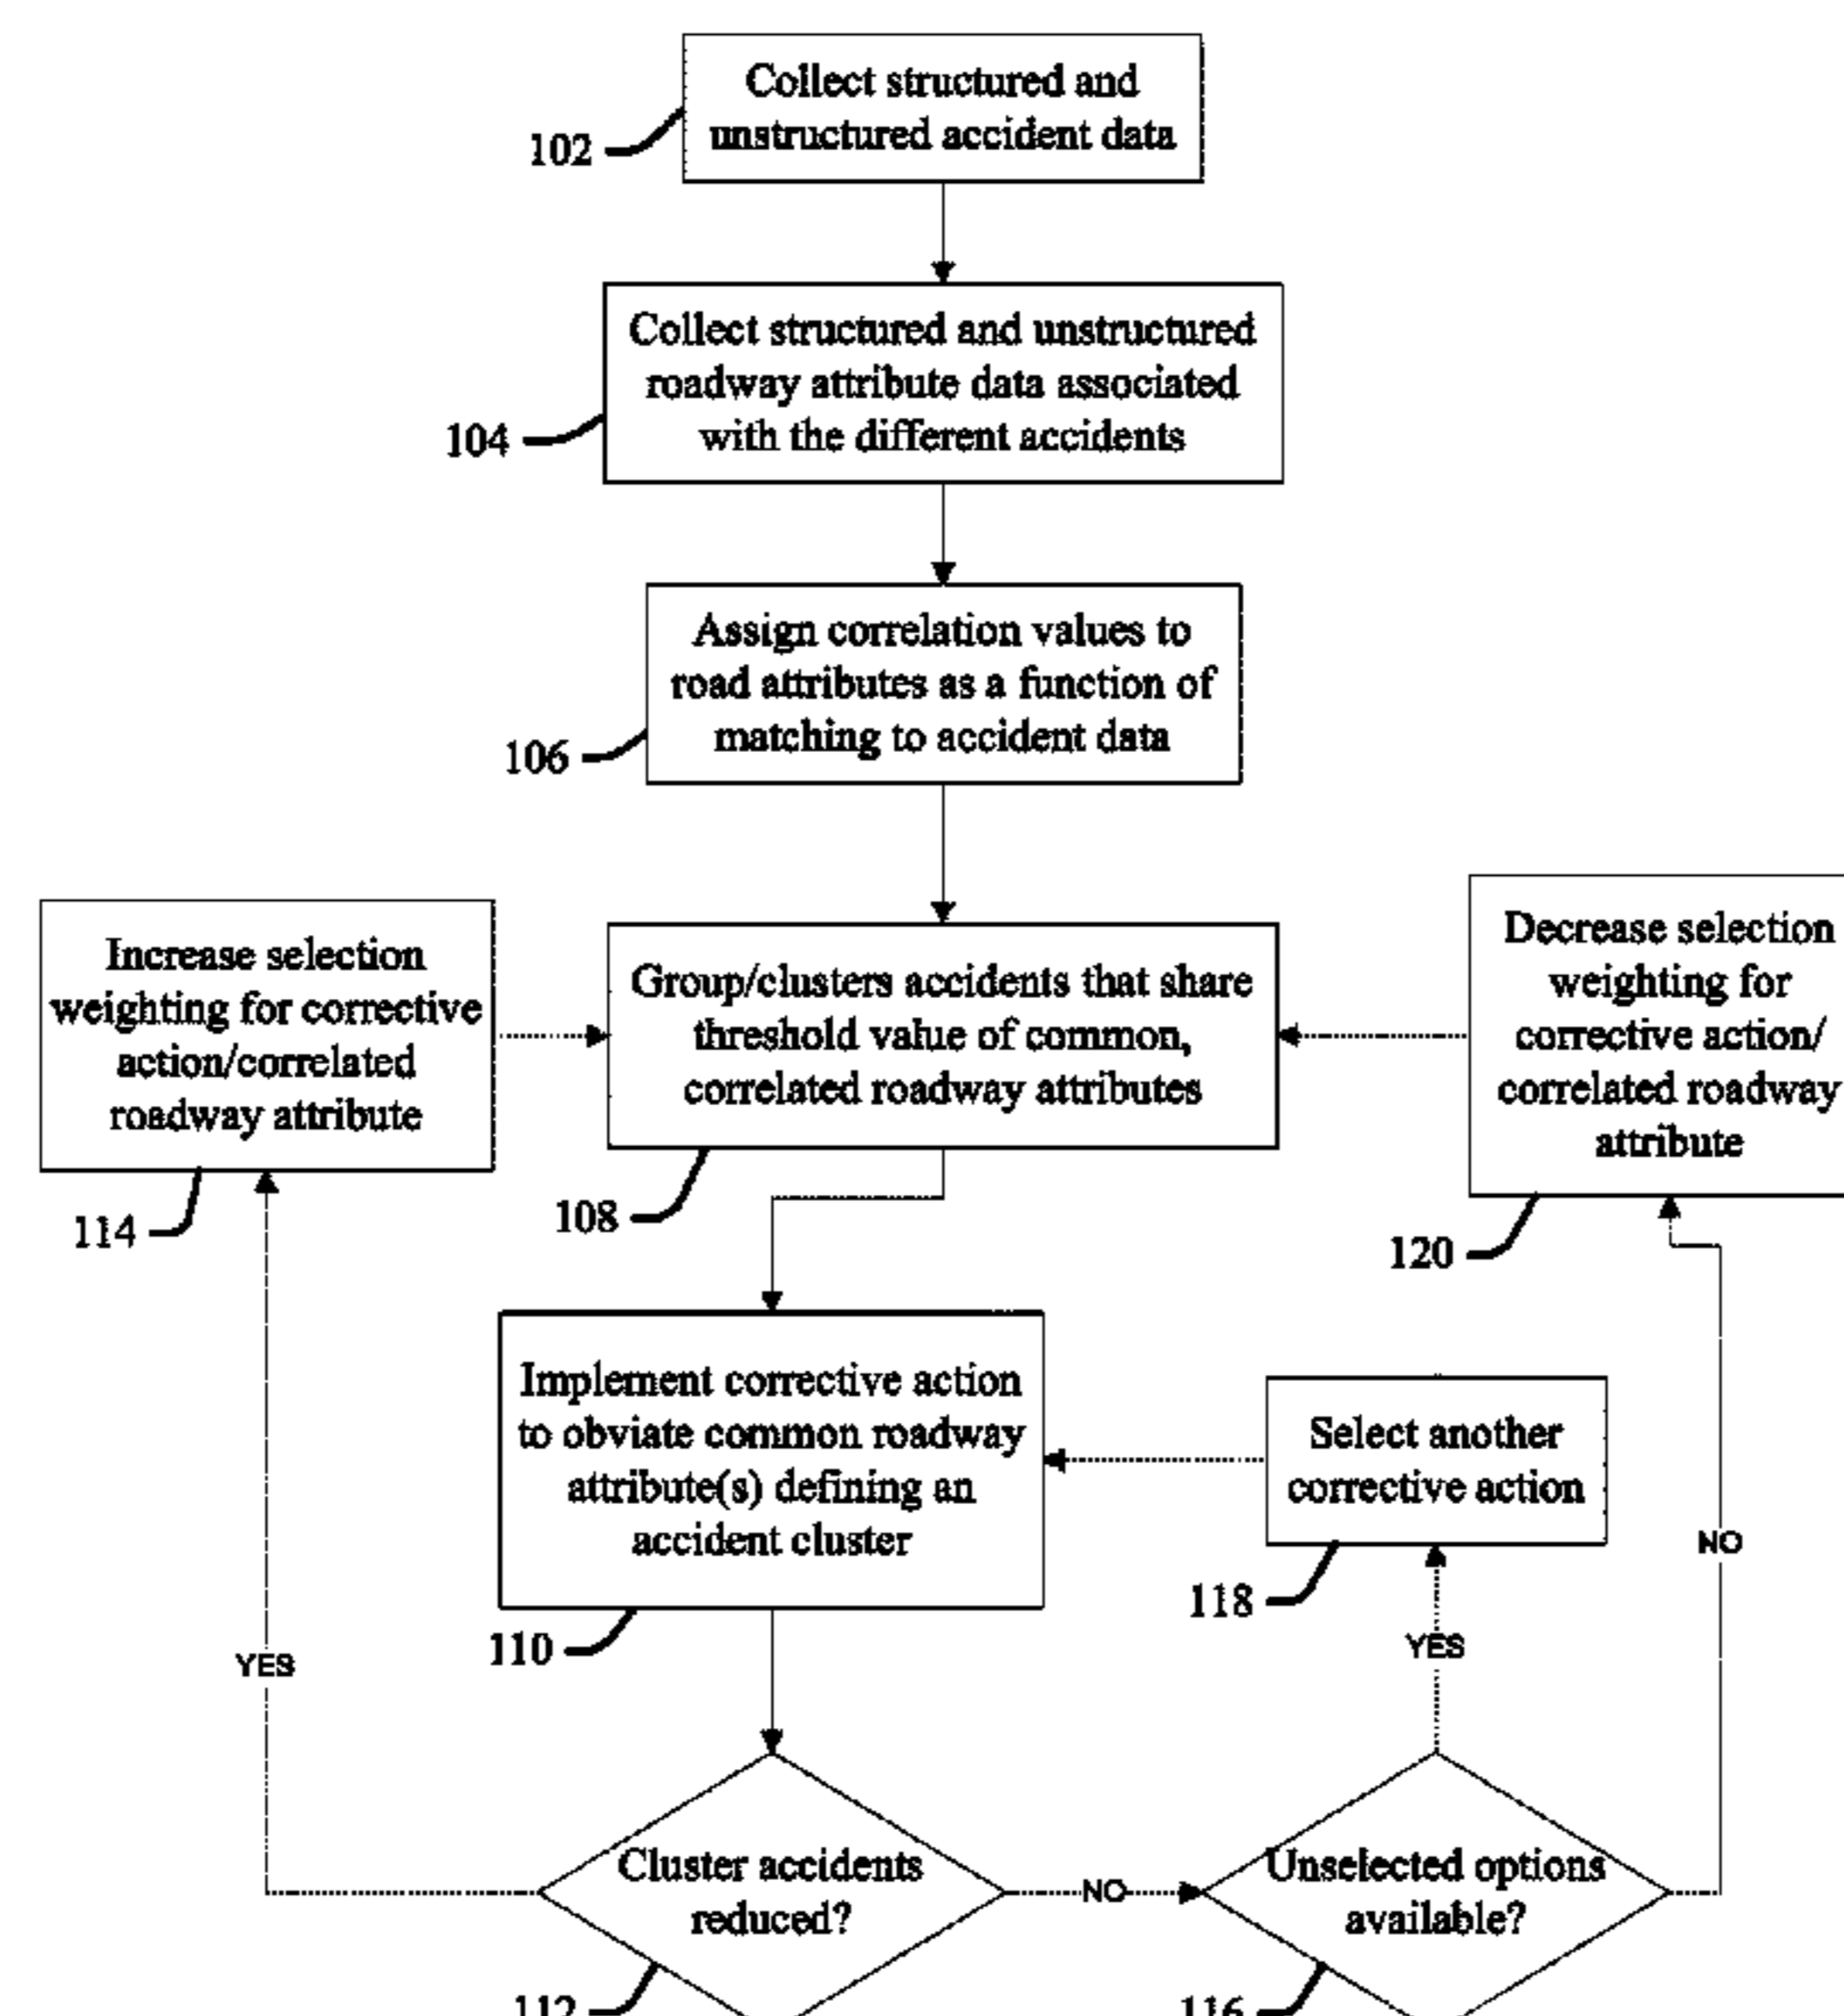 Collect structured and
unstructured accident data
102
Collect structured and unstructured
roadway attribute data associated
with the different accidents
104
Assign correlation values to
road attributes as a function of
matching to accident data
106
Increase selection
weighting for corrective
action/correlated
roadway attribute
114
Group/clusters accidents that share
threshold value of common,
correlated roadway attributes
108
Decrease selection
weighting for
corrective action/
correlated roadway
attribute
120
Implement corrective action
to obviate common roadway
attribute(s) defining an
accident cluster
110
Select another
corrective action
118
NO
YES
YES
Cluster accidents
reduced?
112
NO
Unselected options
available?
116